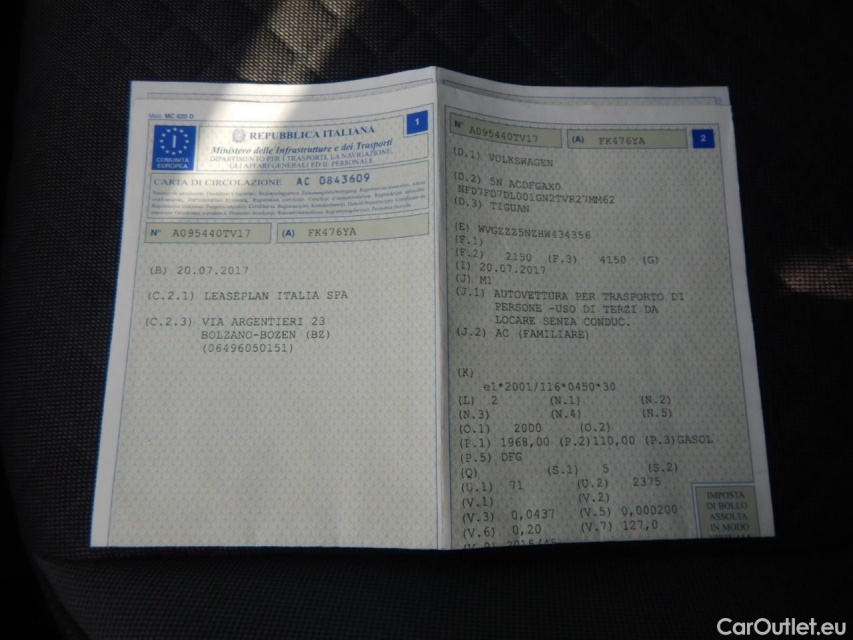 Mod. MC 820 D
1
I
COMUNITÀ
EUROPEA
REPUBBLICA ITALIANA
Ministero delle Infrastrutture e dei Trasporti
DIPARTIMENTO PER I TRASPORTI, LA NAVIGAZIONE,
GLI AFFARI GENERALI ED IL PERSONALE
CARTA DI CIRCOLAZIONE AC 0843609
N° A095440TV17 (A) FK476YA
(B) 20.07.2017
(C.2.1) LEASEPLAN ITALIA SPA
(C.2.3) VIA ARGENTIERI 23
BOLZANO-BOZEN (BZ)
(06496050151)
N° A095440TV17 (A) FK476YA 2
(D.1) VOLKSWAGEN
(D.2) 5N ACDFGAX0
NFD7FD7DL001GN2TVR27MM62
(D.3) TIGUAN
(E) WVGZZZ5NZHW434356
(F.1)
(F.2) 2150 (F.3) 4150 (G)
(I) 20.07.2017
(J) M1
(J.1) AUTOVETTURA PER TRASPORTO DI
PERSONE -USO DI TERZI DA
LOCARE SENZA CONDUC.
(J.2) AC (FAMILIARE)
(K)
e1*2001/116*0450*30
(L) 2 (N.1) (N.2)
(N.3) (N.4) (N.5)
(O.1) 2000 (O.2)
(P.1) 1968,00 (P.2)110,00 (P.3)GASOL
(P.5) DFG
(Q) (S.1) 5 (S.2)
(U.1) 71 (U.2) 2375
(V.1) (V.2)
(V.3) 0,0437 (V.5) 0,000200
(V.6) 0,20 (V.7) 127,0
IMPOSTA
DI BOLLO
ASSOLTA
IN MODO
CarOutlet.eu